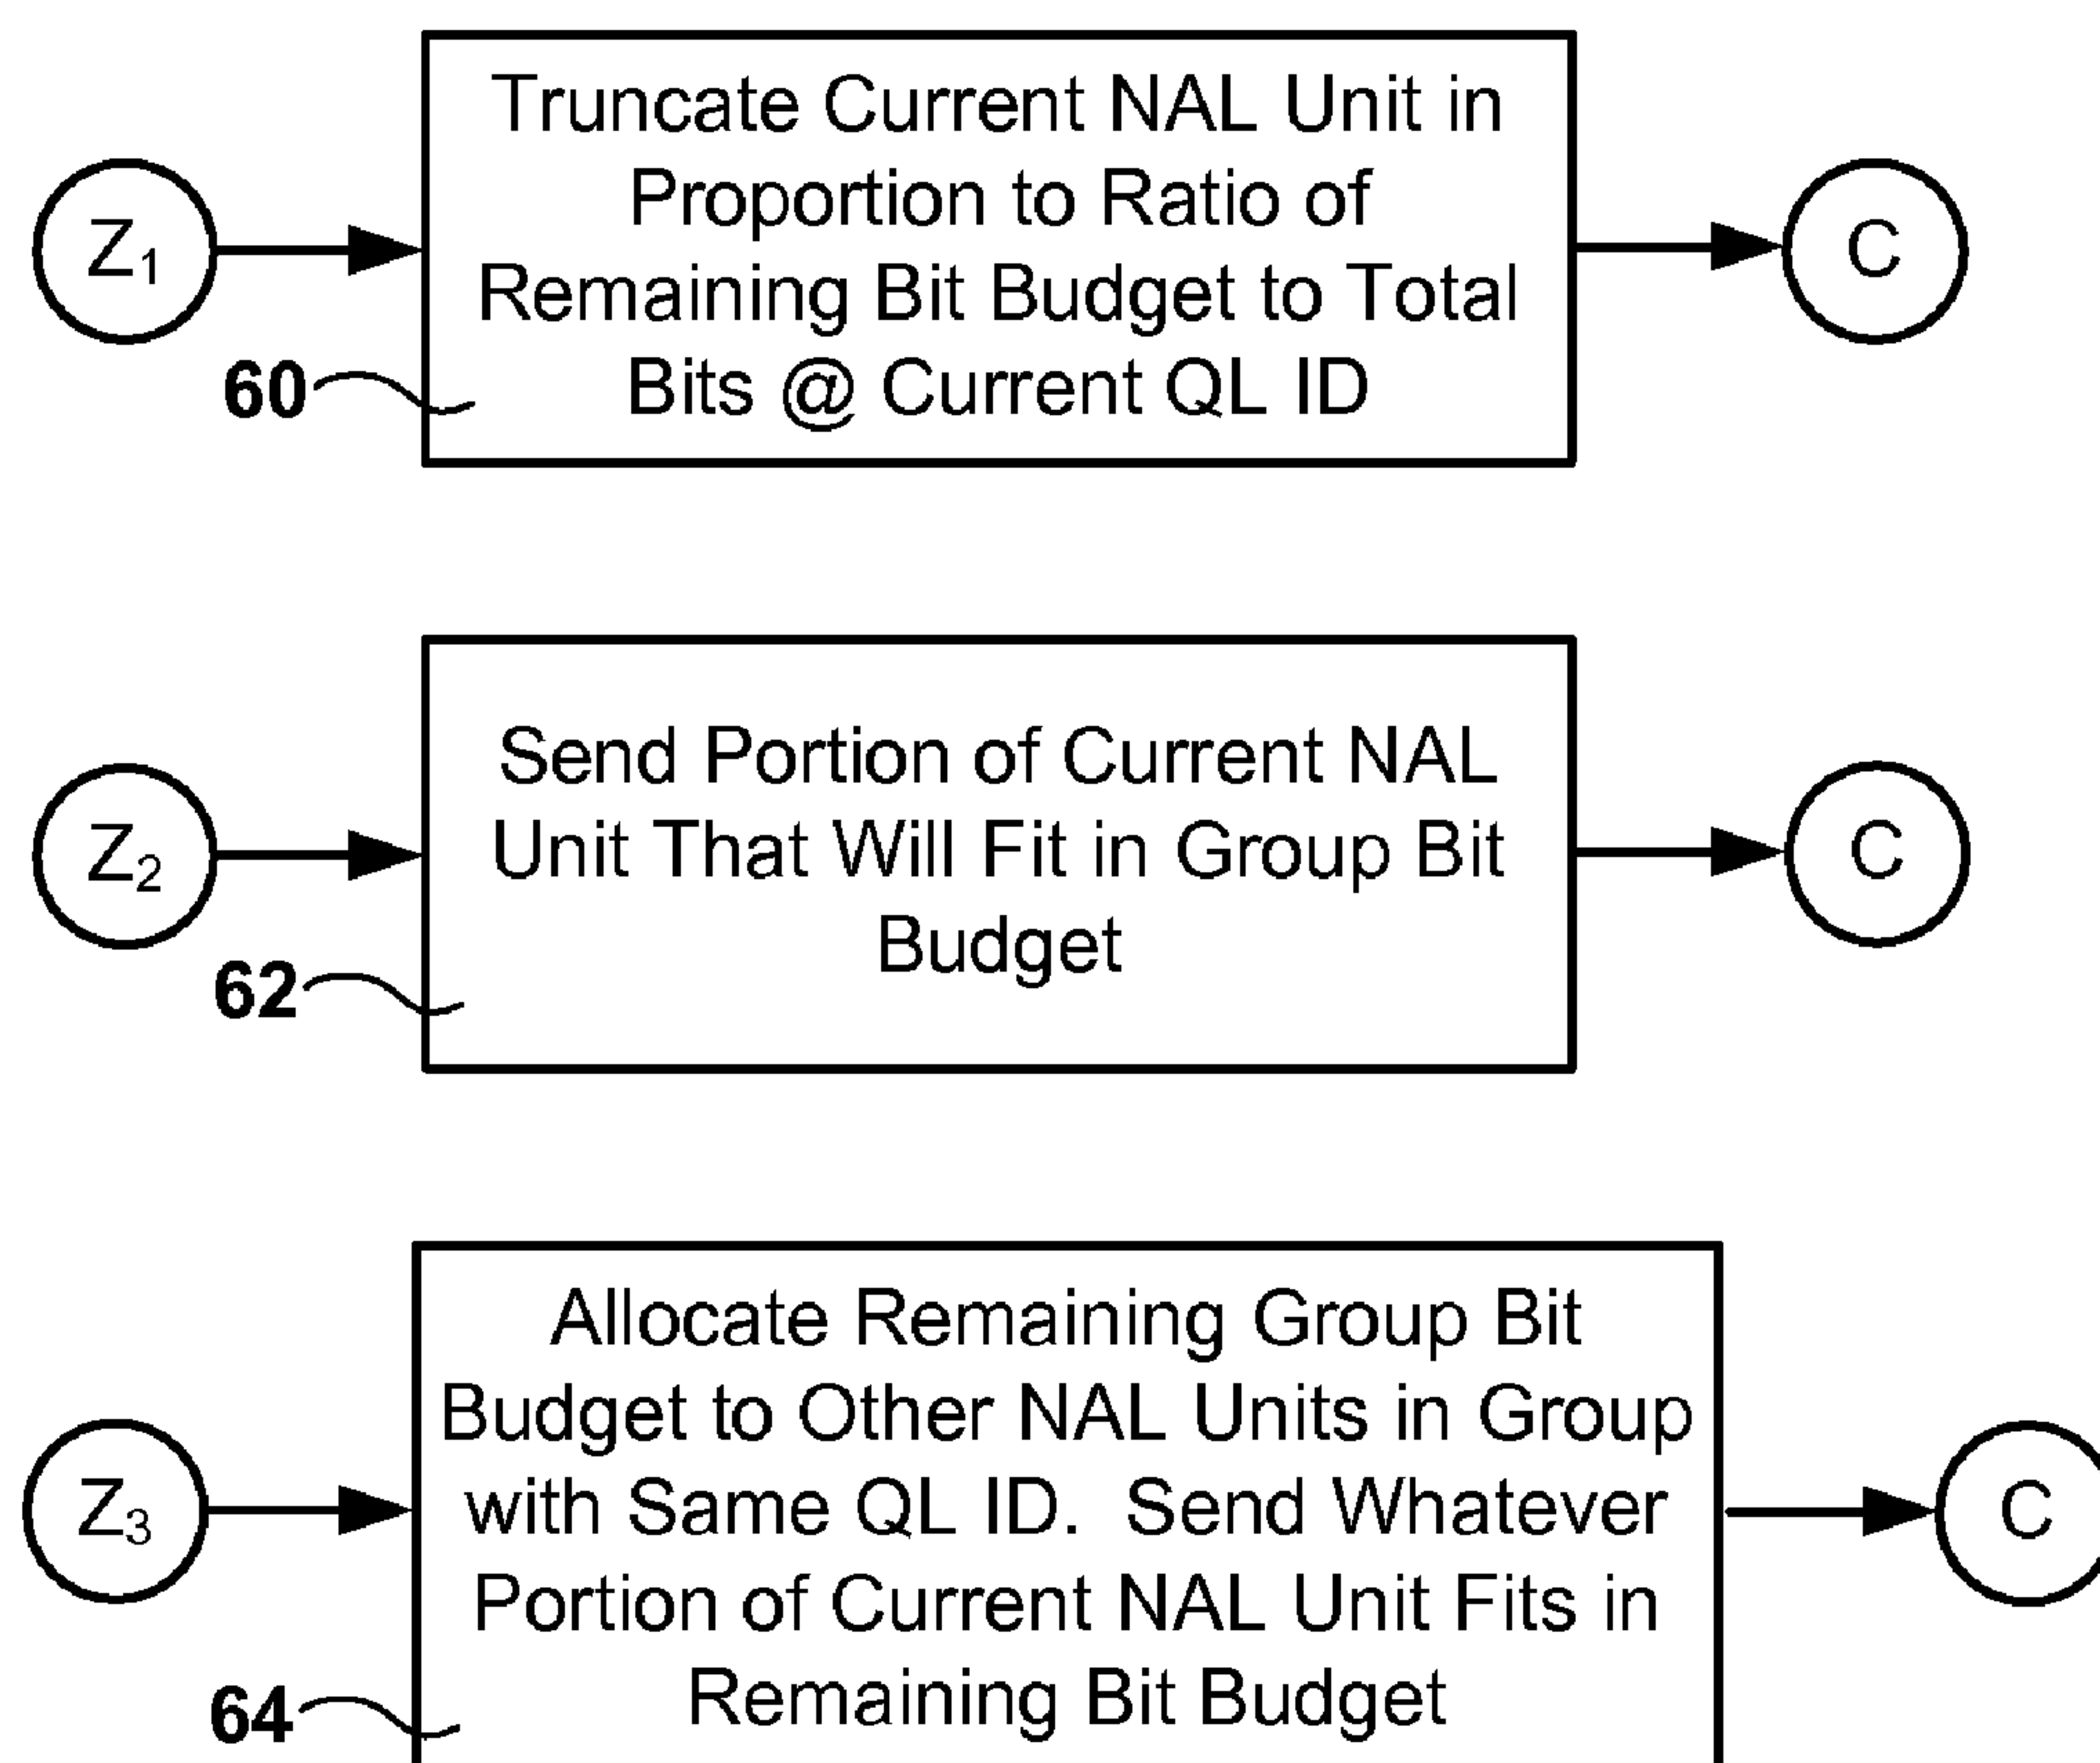 Truncate Current NAL Unit in
Proportion to Ratio of
Remaining Bit Budget to Total
Bits @ Current QL ID
Z1
C
60
Send Portion of Current NAL
Unit That Will Fit in Group Bit
Budget
Z2
C
62
Allocate Remaining Group Bit
Budget to Other NAL Units in Group
with Same QL ID. Send Whatever
Portion of Current NAL Unit Fits in
Remaining Bit Budget
Z3
C
64